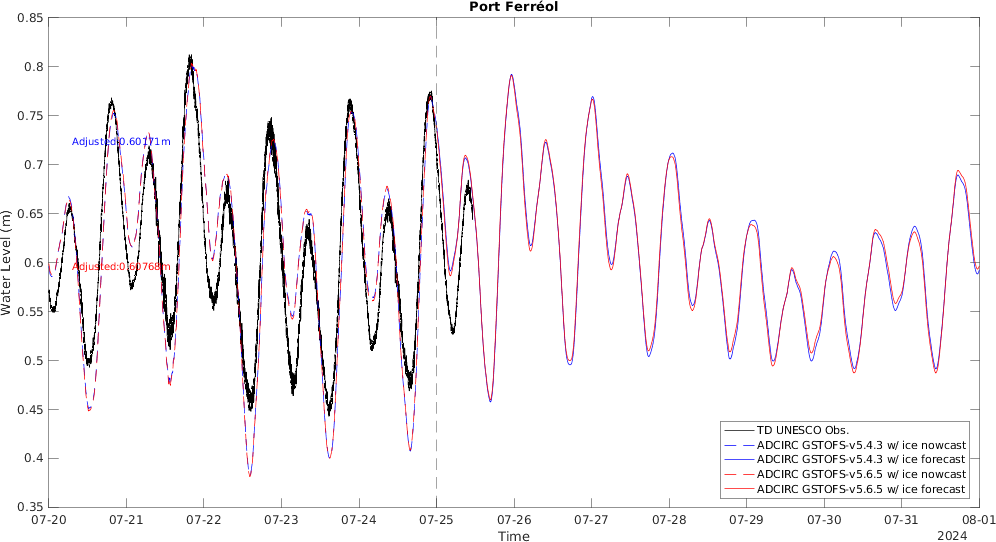 Port Ferréol
0.85
0.8
0.75
0.7
0.65
0.6
0.55
0.5
0.45
0.4
0.35
Water Level (m)
Adjusted:0.60171m
Adjusted:0.60768m
TD UNESCO Obs.
ADCIRC GSTOFS-v5.4.3 w/ ice nowcast
ADCIRC GSTOFS-v5.4.3 w/ ice forecast
ADCIRC GSTOFS-v5.6.5 w/ ice nowcast
ADCIRC GSTOFS-v5.6.5 w/ ice forecast
07-20 07-21 07-22 07-23 07-24 07-25 07-26 07-27 07-28 07-29 07-30 07-31 08-01
Time
2024